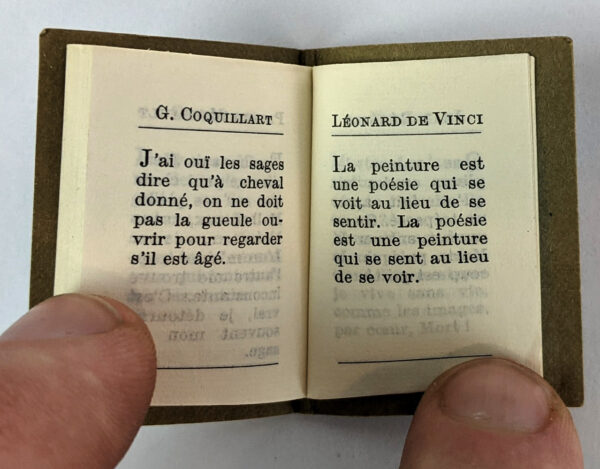 G. COQUILLART
J'ai ouï les sages
dire qu'à cheval
donné, on ne doit
pas la gueule ou-
vrir pour regarder
s'il est âgé.
LÉONARD DE VINCI
La peinture est
une poésie qui se
voit au lieu de se
sentir. La poésie
est une peinture
qui se sent au lieu
de se voir.